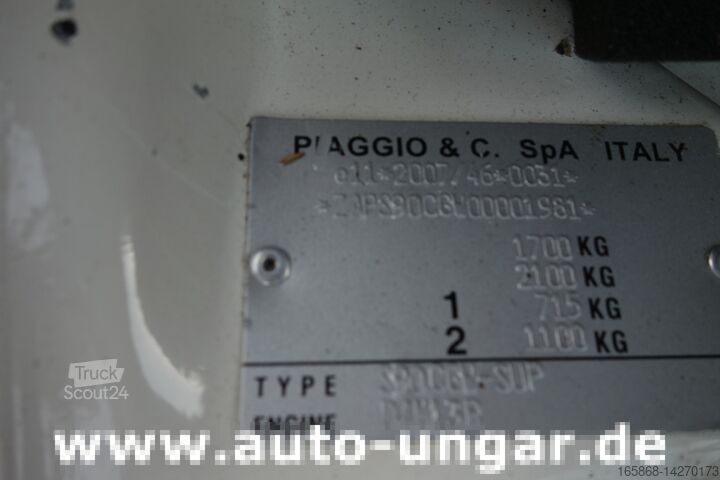 PIAGGIO & C. SpA ITALY
e11*2007/46*0031*
1700 KG
2100 KG
1 715 KG
2 1100 KG
TYPE
ENGINE
Truck
Scout24
www.auto-ungar.de
165868-14270173